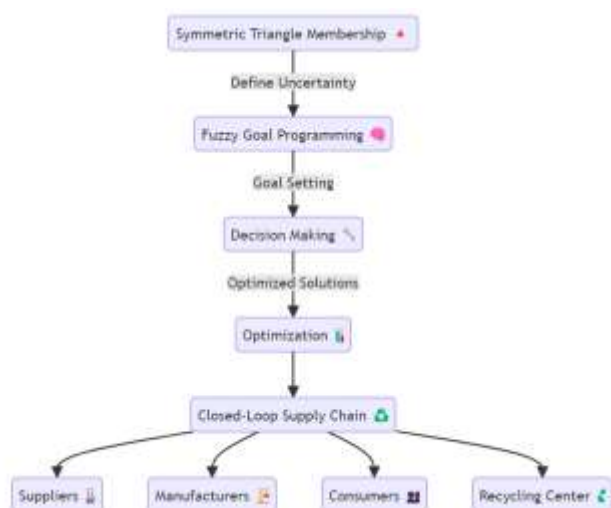 Symmetric Triangle Membership
Define Uncertainty
Fuzzy Goal Programming
Goal Setting
Decision Making
Optimized Solutions
Optimization
Closed-Loop Supply Chain
Suppliers
Manufacturers
Consumers
Recycling Center